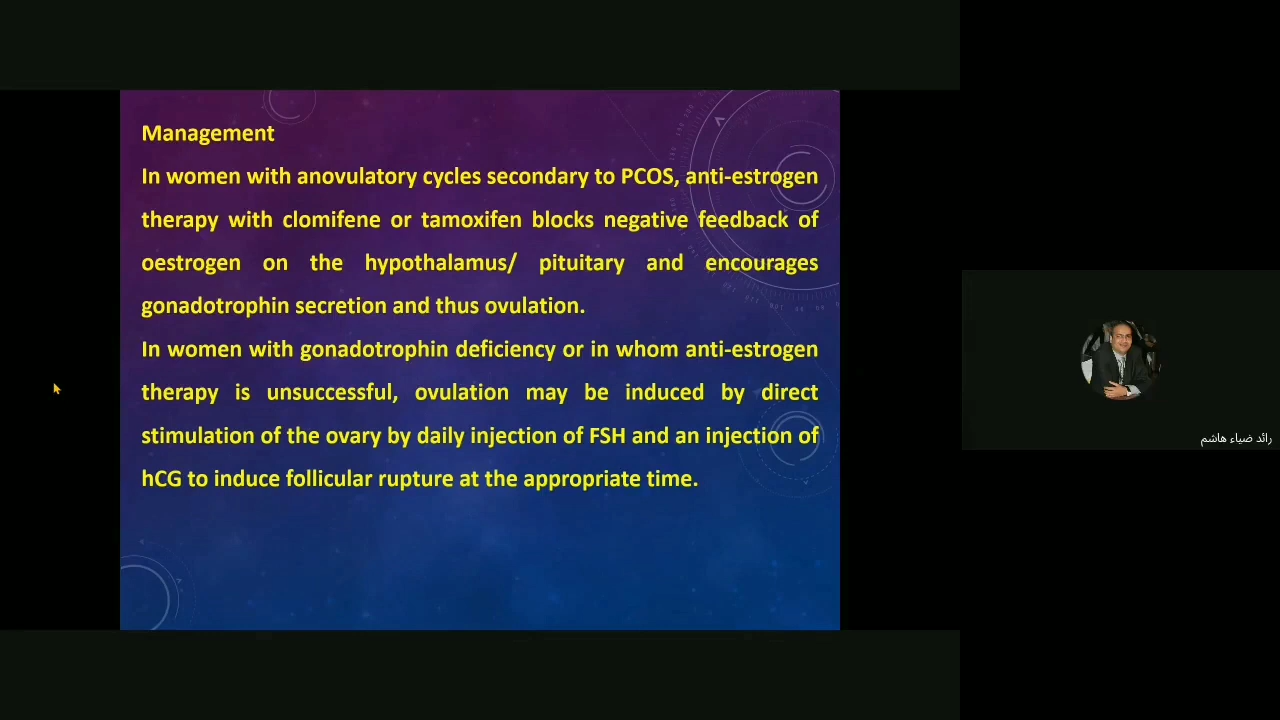 Management
In women with anovulatory cycles secondary to PCOS, anti-estrogen
therapy with clomifene or tamoxifen blocks negative feedback of
oestrogen on the hypothalamus/ pituitary and encourages
gonadotrophin secretion and thus ovulation.
In women with gonadotrophin deficiency or in whom anti-estrogen
therapy is unsuccessful, ovulation may be induced by direct
stimulation of the ovary by daily injection of FSH and an injection of
hCG to induce follicular rupture at the appropriate time.
رائد ضياء هاشم